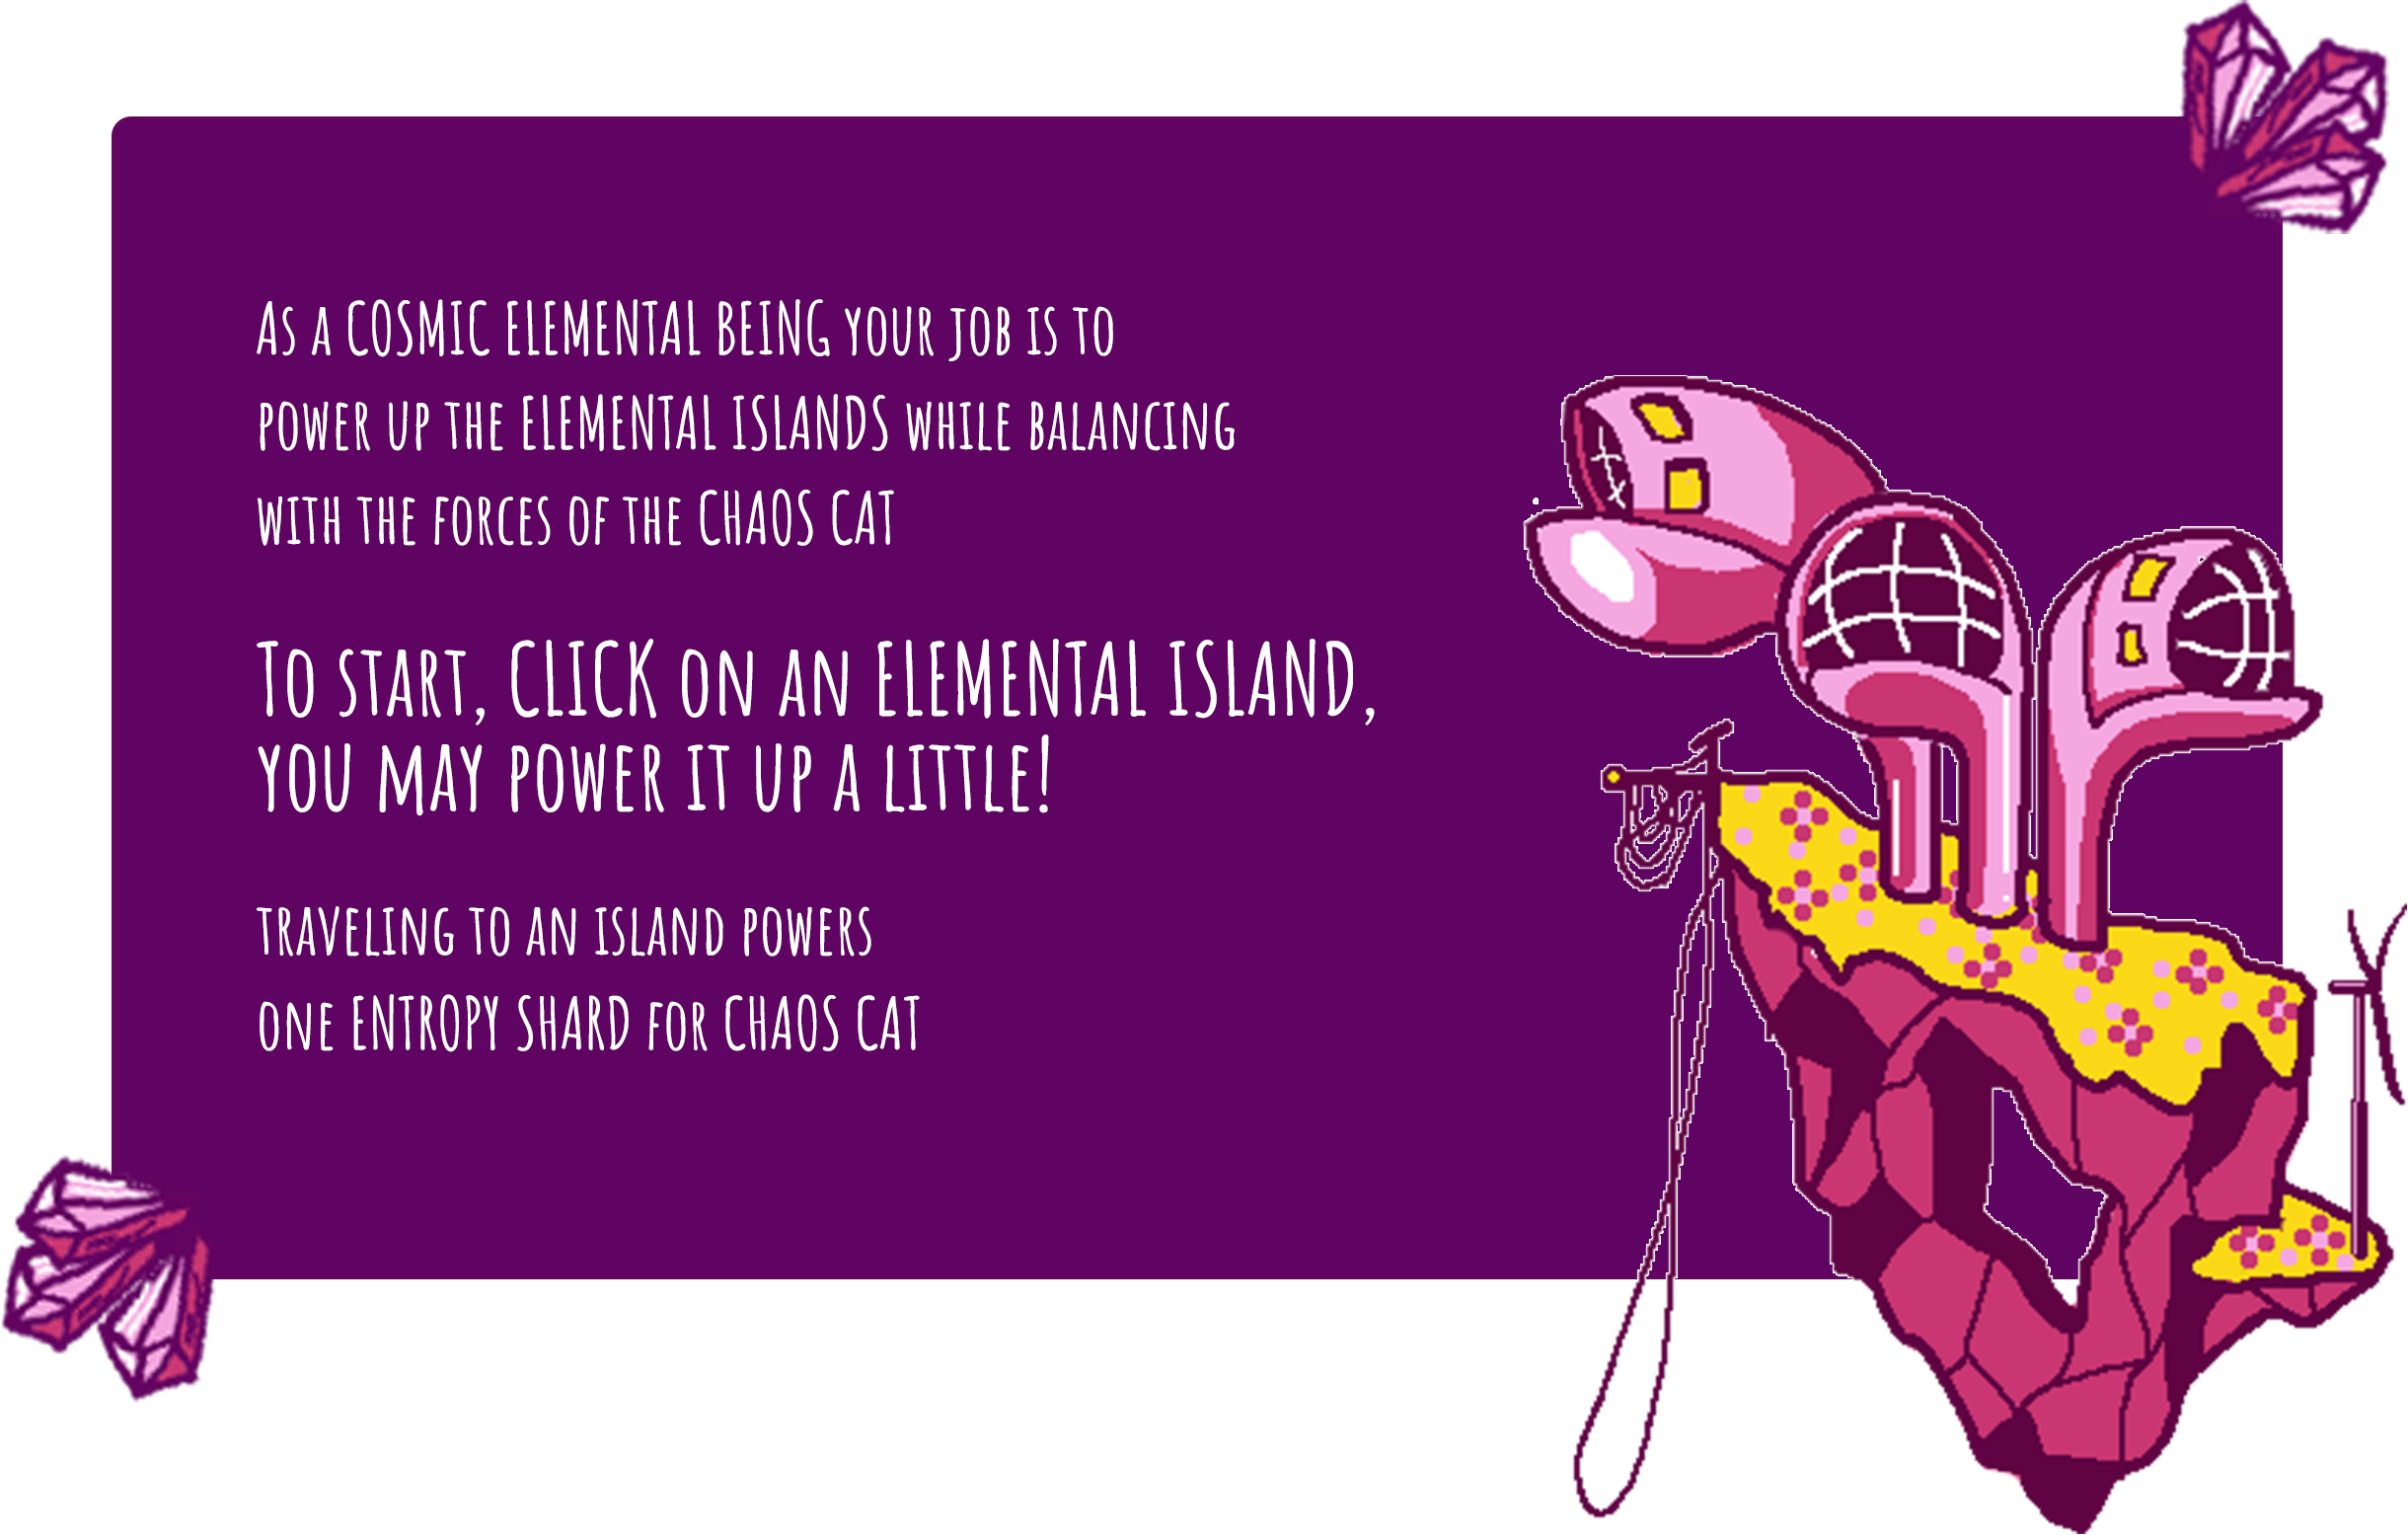 As a COSMIC ELEMENTAL BEING your job is to
power up the ELEMENTAL ISLANDS while balancing
with the forces of the CHAOS CAT
To start, CLICK on an ELEMENTAL ISLAND,
you may power it up a little!
traveling to an island powers
one ENTROPY SHARD for CHAOS CAT